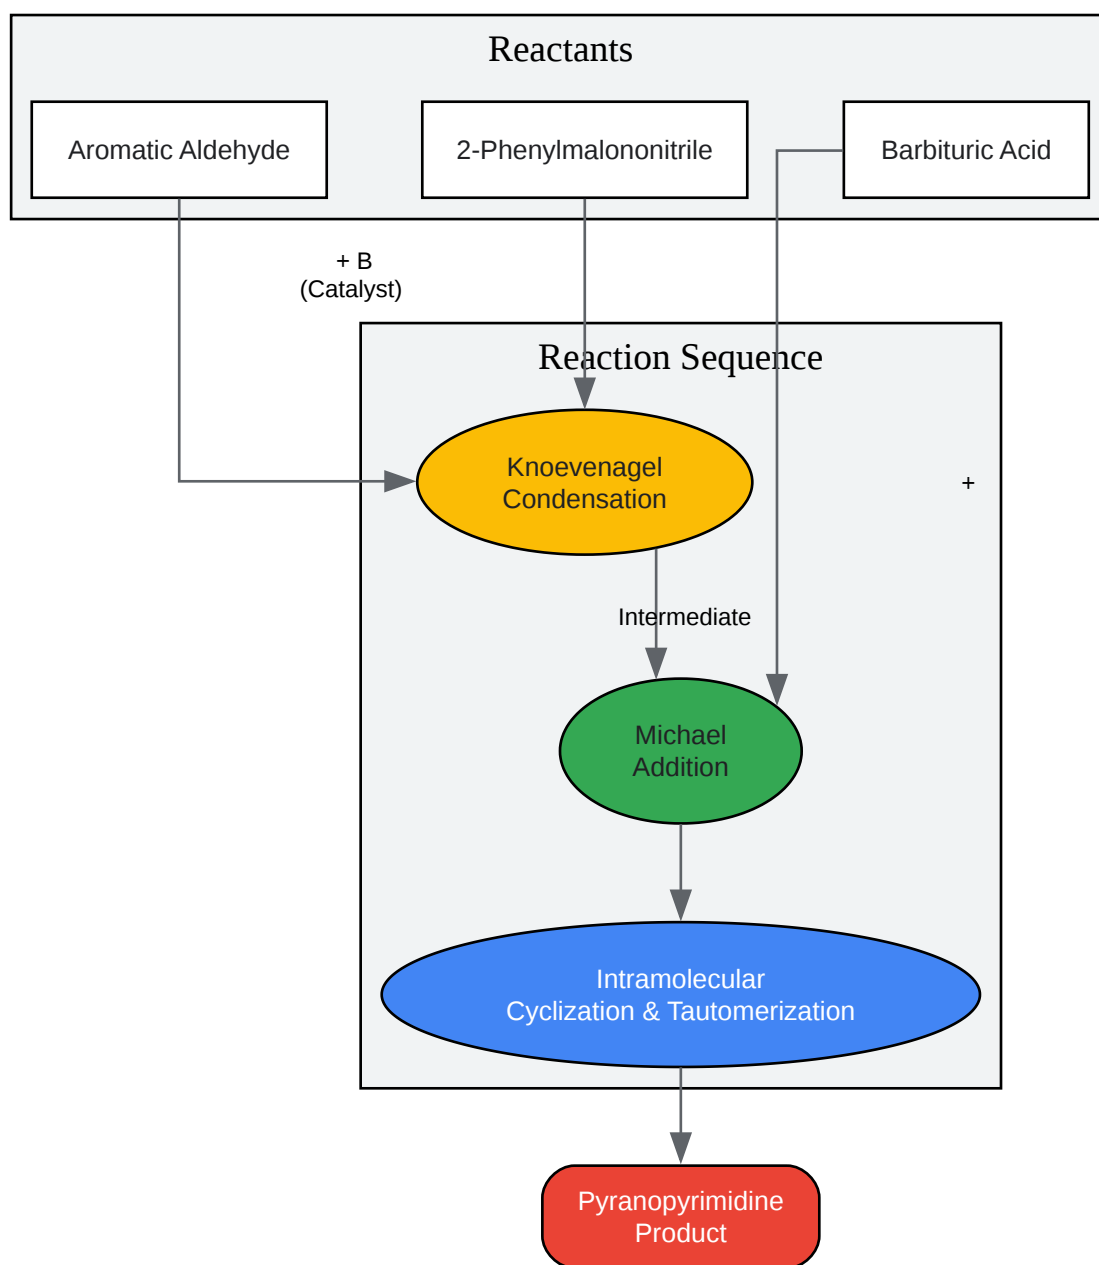 Reactants
Aromatic Aldehyde
2-Phenylmalononitrile
Barbituric Acid
+ B
(Catalyst)
Reaction Sequence
Knoevenagel
Condensation
+
Intermediate
Michael
Addition
Intramolecular
Cyclization & Tautomerization
Pyranopyrimidine
Product